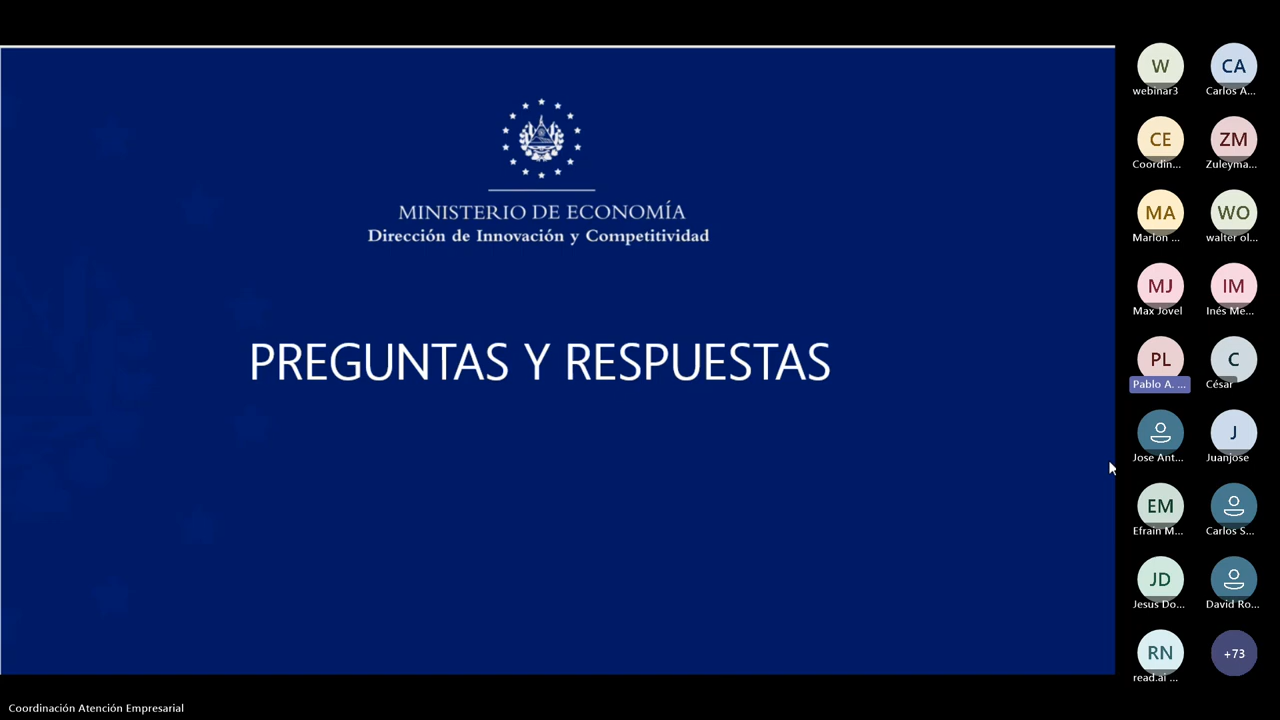 MINISTERIO DE ECONOMÍA
Dirección de Innovación y Competitividad
PREGUNTAS Y RESPUESTAS
W
CA
webinar3
Carlos A...
CE
ZM
Coordin...
Zuleyma...
MA
WO
Marlon ...
walter ol...
MJ
IM
Max Jovel
Inés Me...
PL
C
Pablo A. ...
César
J
Jose Ant...
Juanjose
EM
Efraín M...
Carlos S...
JD
Jesus Do...
David Ro...
RN
+73
read.ai ...
Coordinación Atención Empresarial